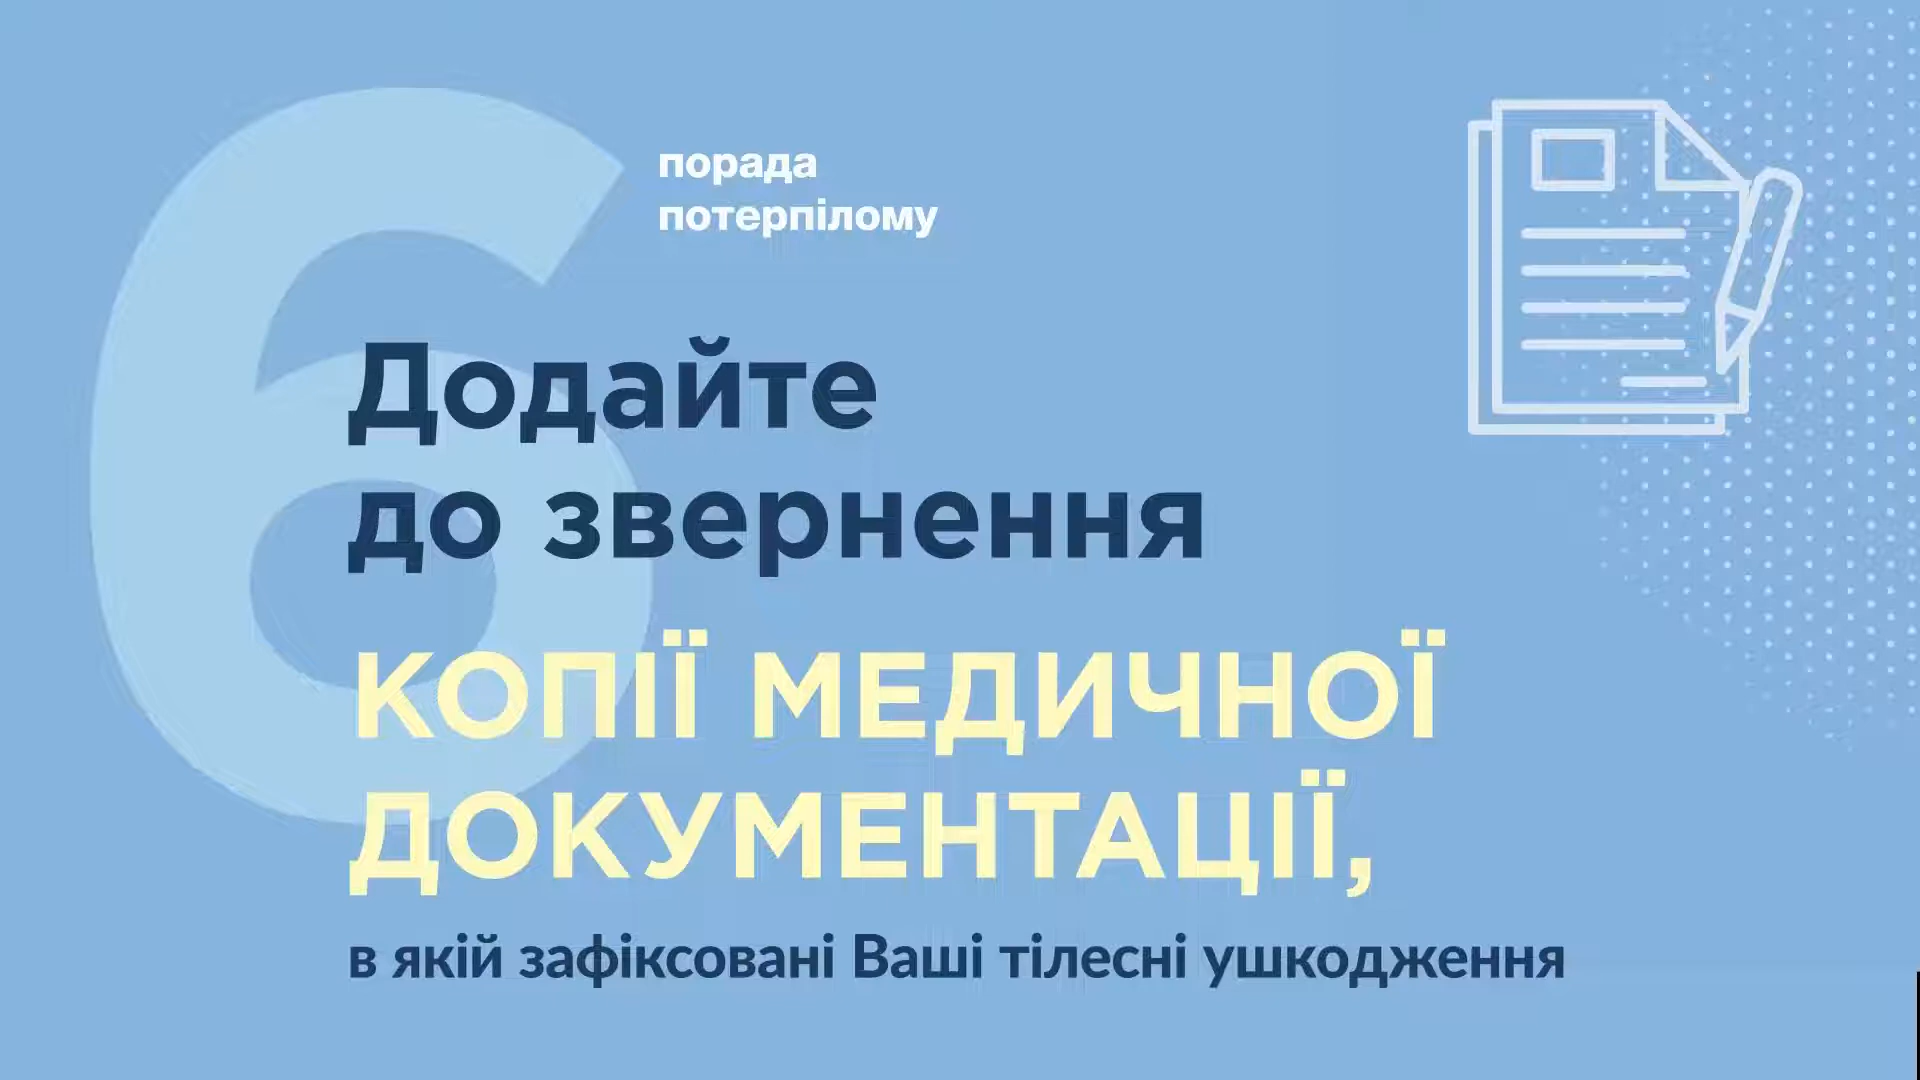 6
порада
потерпілому
Додайте
до звернення
КОПІЇ МЕДИЧНОЇ
ДОКУМЕНТАЦІЇ,
в якій зафіксовані Ваші тілесні ушкодження